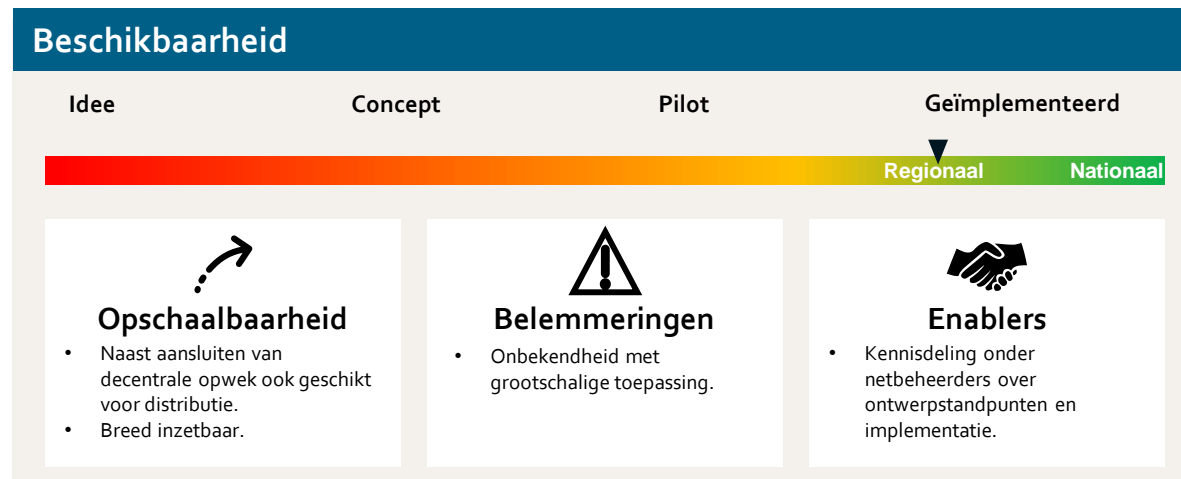 Beschikbaarheid
Idee Concept Pilot Geïmplementeerd
Regionaal Nationaal
Opschaalbaarheid
• Naast aansluiten van
decentrale opwek ook geschikt
voor distributie.
• Breed inzetbaar.
Belemmeringen
• Onbekendheid met
grootschalige toepassing.
Enablers
• Kennisdeling onder
netbeheerders over
ontwerpstandpunten en
implementatie.